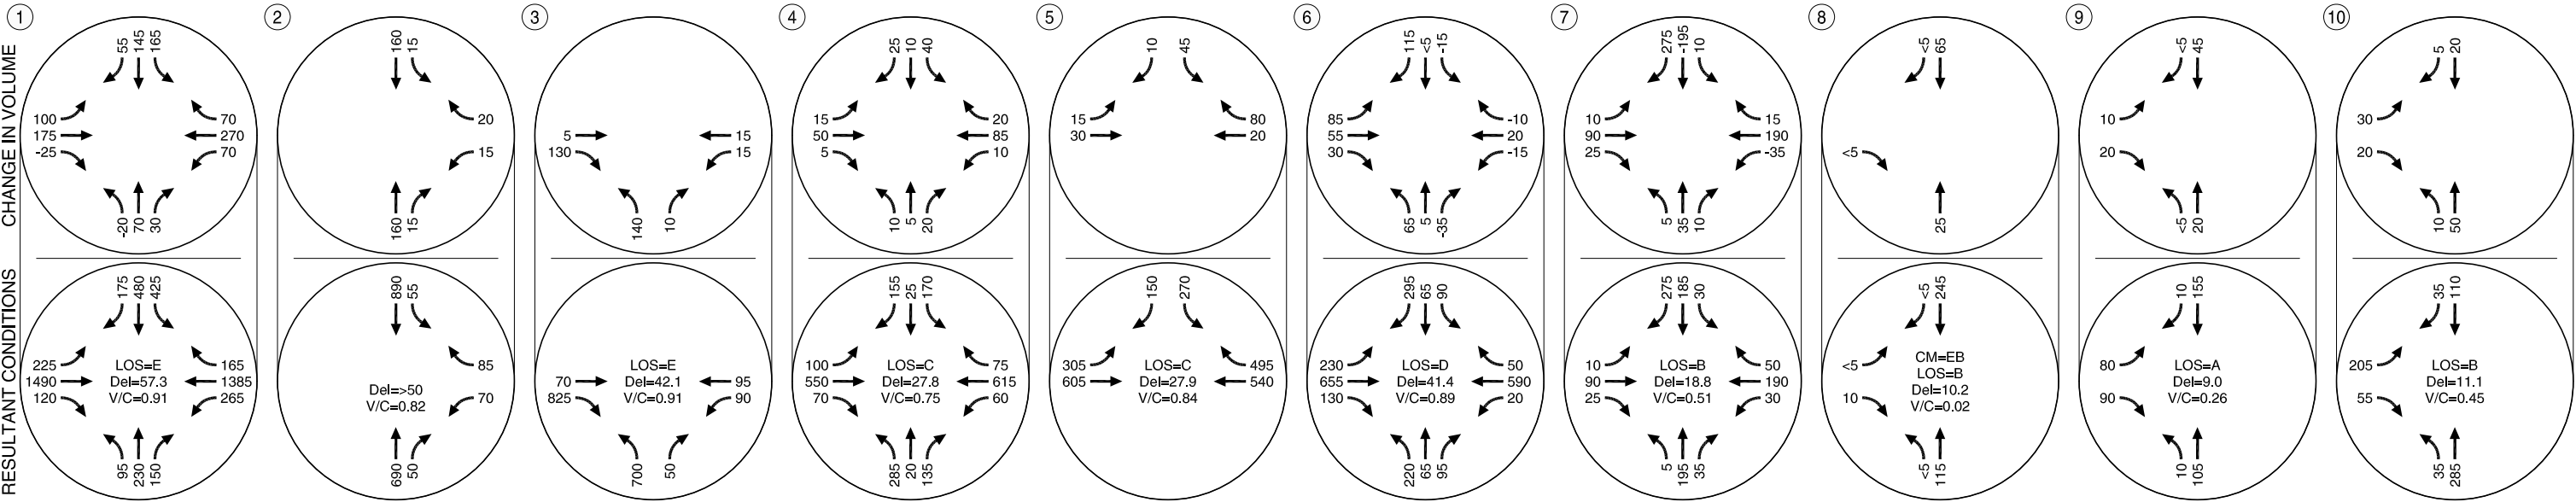 1 2 3 4 5 6 7 8 9 10
CHANGE IN VOLUME
55 145 165
100
175
-25
70
270
70
-20 70 30
160 15
20
15
160 15
5
130
15
15
140 10
25 10 40
15
50
5
20
85
10
10 5 20
10 45
15
30
80
20
115 <5 -15
85
55
30
-10
20
-15
65 5 -35
275 -195 10
10
90
25
15
190
-35
5 35 10
<5 65
<5
25
<5 45
10
20
<5 20
5 20
30
20
10 50
RESULTANT CONDITIONS
175 480 425
225
1490
120
LOS=E
Del=57.3
V/C=0.91
165
1385
265
95 230 150
890 55
Del=>50
V/C=0.82
85
70
690 50
70
825
LOS=E
Del=42.1
V/C=0.91
95
90
700 50
155 25 170
100
550
70
LOS=C
Del=27.8
V/C=0.75
75
615
60
285 20 135
150 270
305
605
LOS=C
Del=27.9
V/C=0.84
495
540
295 65 90
230
655
130
LOS=D
Del=41.4
V/C=0.89
50
590
20
220 65 95
275 185 30
10
90
25
LOS=B
Del=18.8
V/C=0.51
50
190
30
5 195 35
<5 245
<5
10
CM=EB
LOS=B
Del=10.2
V/C=0.02
<5 115
10 155
80
90
LOS=A
Del=9.0
V/C=0.26
10 105
35 110
205
55
LOS=B
Del=11.1
V/C=0.45
35 285